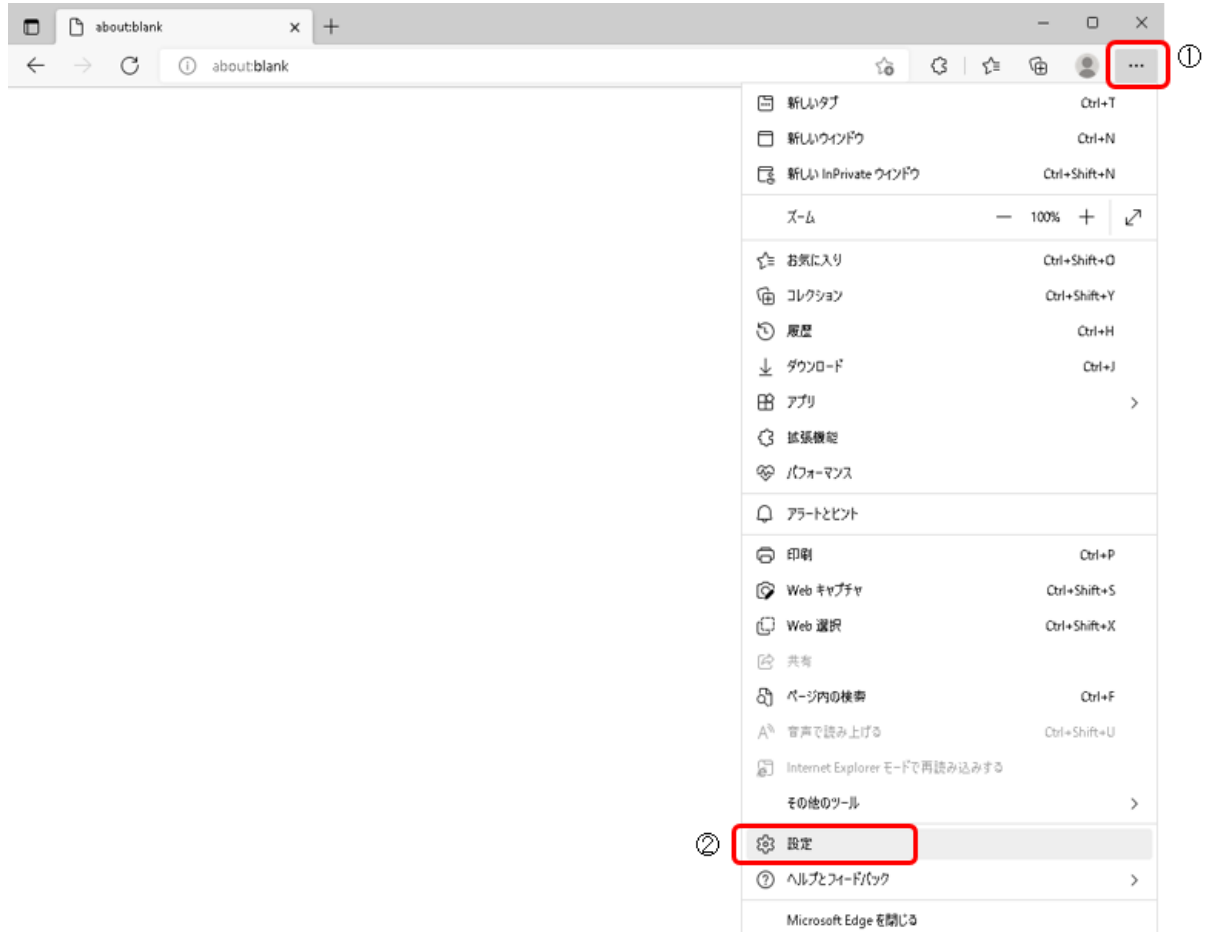 about:blank
about:blank
①
新しいタブ Ctrl+T
新しいウィンドウ Ctrl+N
新しい InPrivate ウィンドウ Ctrl+Shift+N
ズーム 100%
お気に入り Ctrl+Shift+O
コレクション Ctrl+Shift+Y
履歴 Ctrl+H
ダウンロード Ctrl+J
アプリ
拡張機能
パフォーマンス
アラートとヒント
印刷 Ctrl+P
Web キャプチャ Ctrl+Shift+S
Web 選択 Ctrl+Shift+X
共有
ページ内の検索 Ctrl+F
音声で読み上げる Ctrl+Shift+U
Internet Explorer モードで再読み込みする
その他のツール
② 設定
ヘルプとフィードバック
Microsoft Edge を閉じる